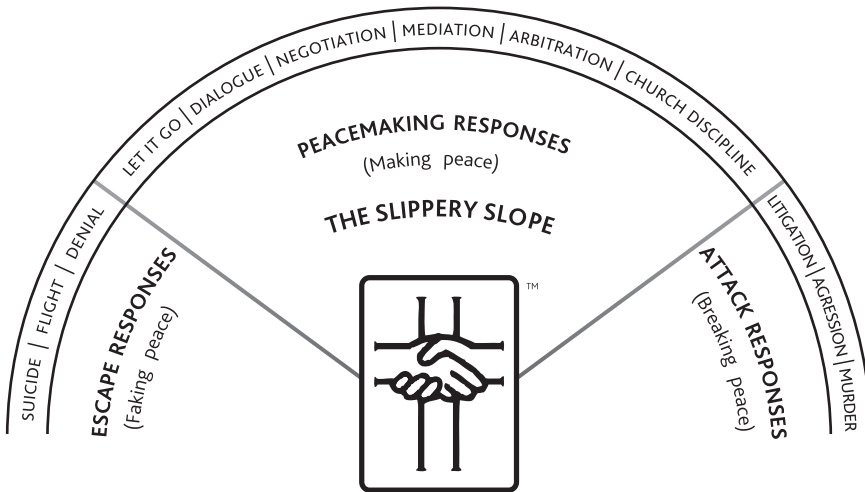 SUICIDE | FLIGHT | DENIAL
LET IT GO | DIALOGUE | NEGOTIATION | MEDIATION | ARBITRATION | CHURCH DISCIPLINE
LITIGATION | AGRESSION | MURDER
PEACEMAKING RESPONSES
(Making peace)
THE SLIPPERY SLOPE
ESCAPE RESPONSES
(Faking peace)
ATTACK RESPONSES
(Breaking peace)
TM